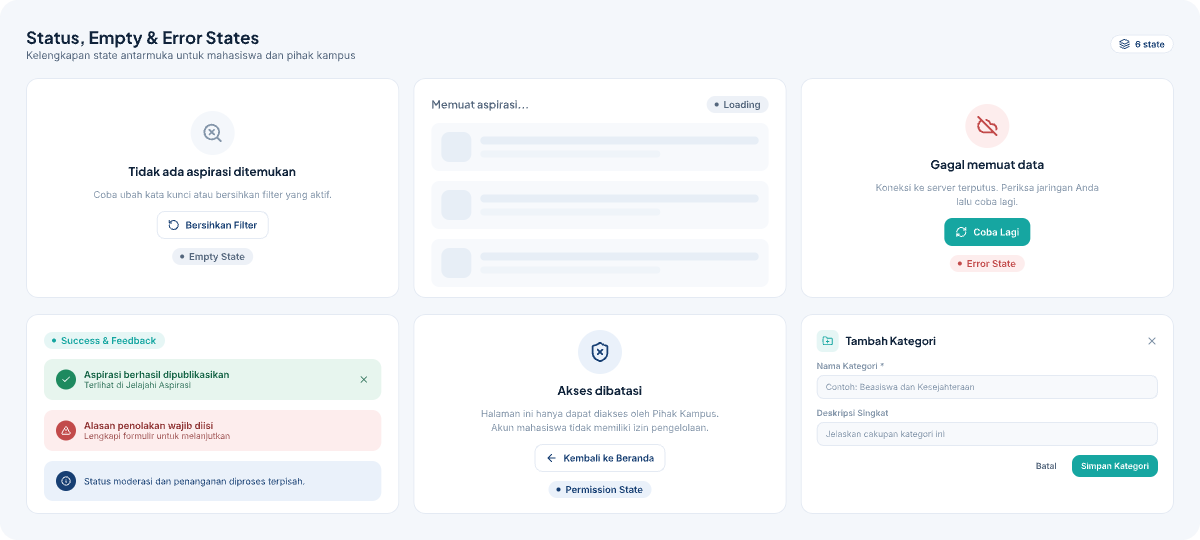 Status, Empty & Error States
Kelengkapan state antarmuka untuk mahasiswa dan pihak kampus
6 state
Tidak ada aspirasi ditemukan
Coba ubah kata kunci atau bersihkan filter yang aktif.
Bersihkan Filter
Empty State
Memuat aspirasi...
Loading
Gagal memuat data
Koneksi ke server terputus. Periksa jaringan Anda
lalu coba lagi.
Coba Lagi
Error State
Success & Feedback
Aspirasi berhasil dipublikasikan
Terlihat di Jelajahi Aspirasi
Alasan penolakan wajib diisi
Lengkapi formulir untuk melanjutkan
Status moderasi dan penanganan diproses terpisah.
Akses dibatasi
Halaman ini hanya dapat diakses oleh Pihak Kampus.
Akun mahasiswa tidak memiliki izin pengelolaan.
Kembali ke Beranda
Permission State
Tambah Kategori
Nama Kategori *
Contoh: Beasiswa dan Kesejahteraan
Deskripsi Singkat
Jelaskan cakupan kategori ini
Batal
Simpan Kategori